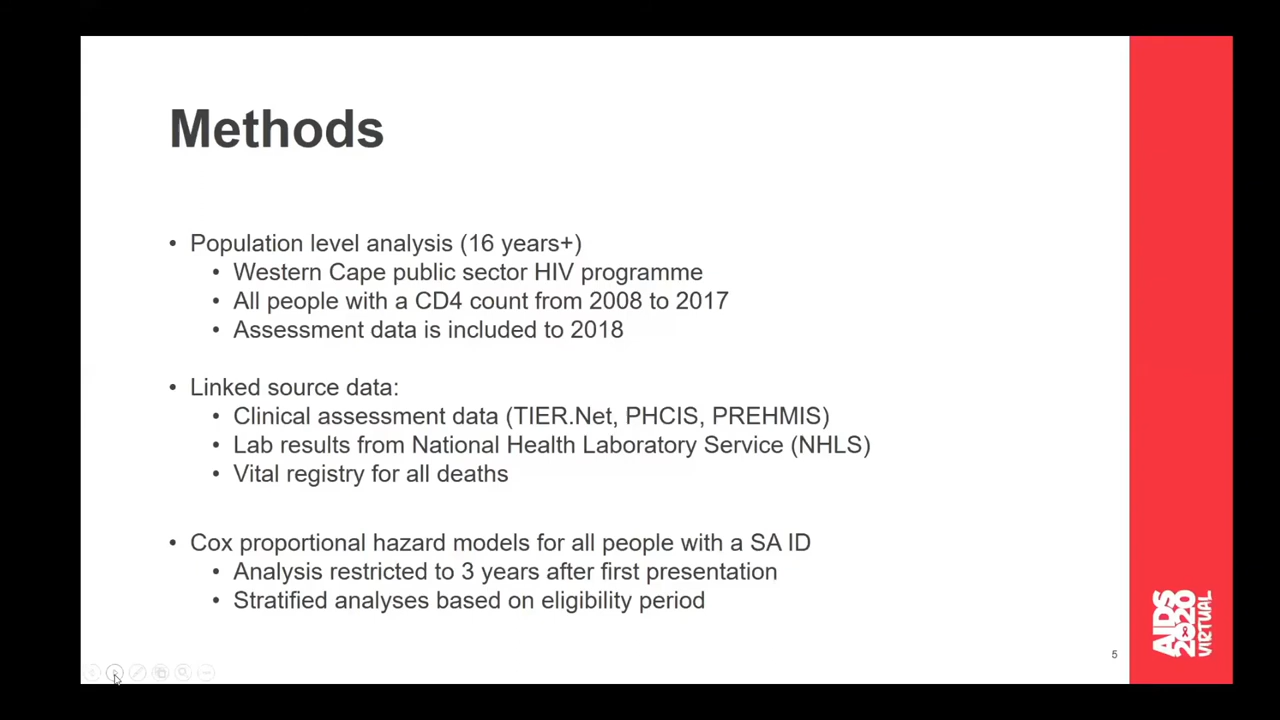 Methods
• Population level analysis (16 years+)
• Western Cape public sector HIV programme
• All people with a CD4 count from 2008 to 2017
• Assessment data is included to 2018
• Linked source data:
• Clinical assessment data (TIER.Net, PHCIS, PREHMIS)
• Lab results from National Health Laboratory Service (NHLS)
• Vital registry for all deaths
• Cox proportional hazard models for all people with a SA ID
• Analysis restricted to 3 years after first presentation
• Stratified analyses based on eligibility period
5
AIDS
2020
VIRTUAL